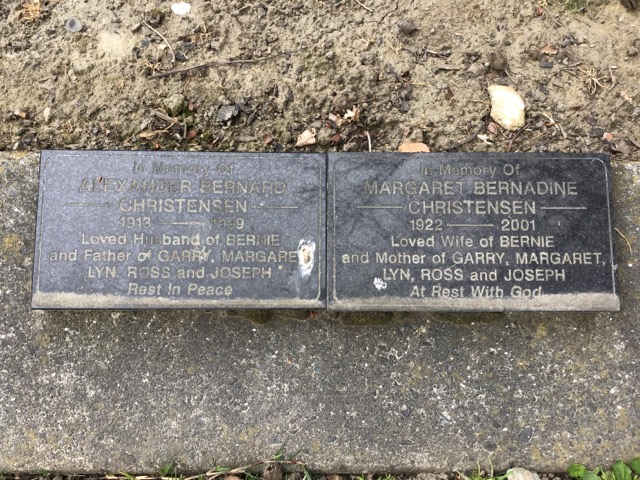 In Memory Of
ALEXANDER BERNARD
CHRISTENSEN
Loved Husband of BERNIE
and Father of GARRY, MARGARET,
LYN, ROSS and JOSEPH
Rest In Peace
In Memory Of
MARGARET BERNADINE
CHRISTENSEN
1922 — 2001
Loved Wife of BERNIE
and Mother of GARRY, MARGARET,
LYN, ROSS and JOSEPH
At Rest With God